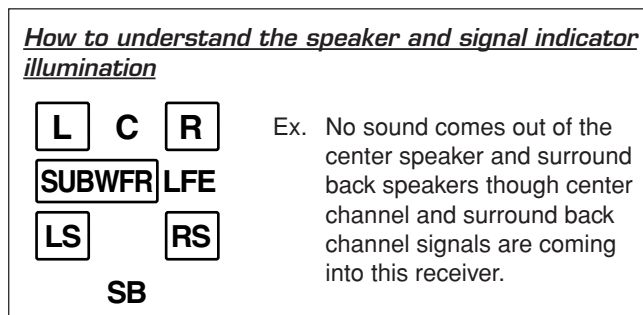 How to understand the speaker and signal indicator
illumination
L C R
SUBWFR LFE
LS RS
SB
Ex. No sound comes out of the
center speaker and surround
back speakers though center
channel and surround back
channel signals are coming
into this receiver.